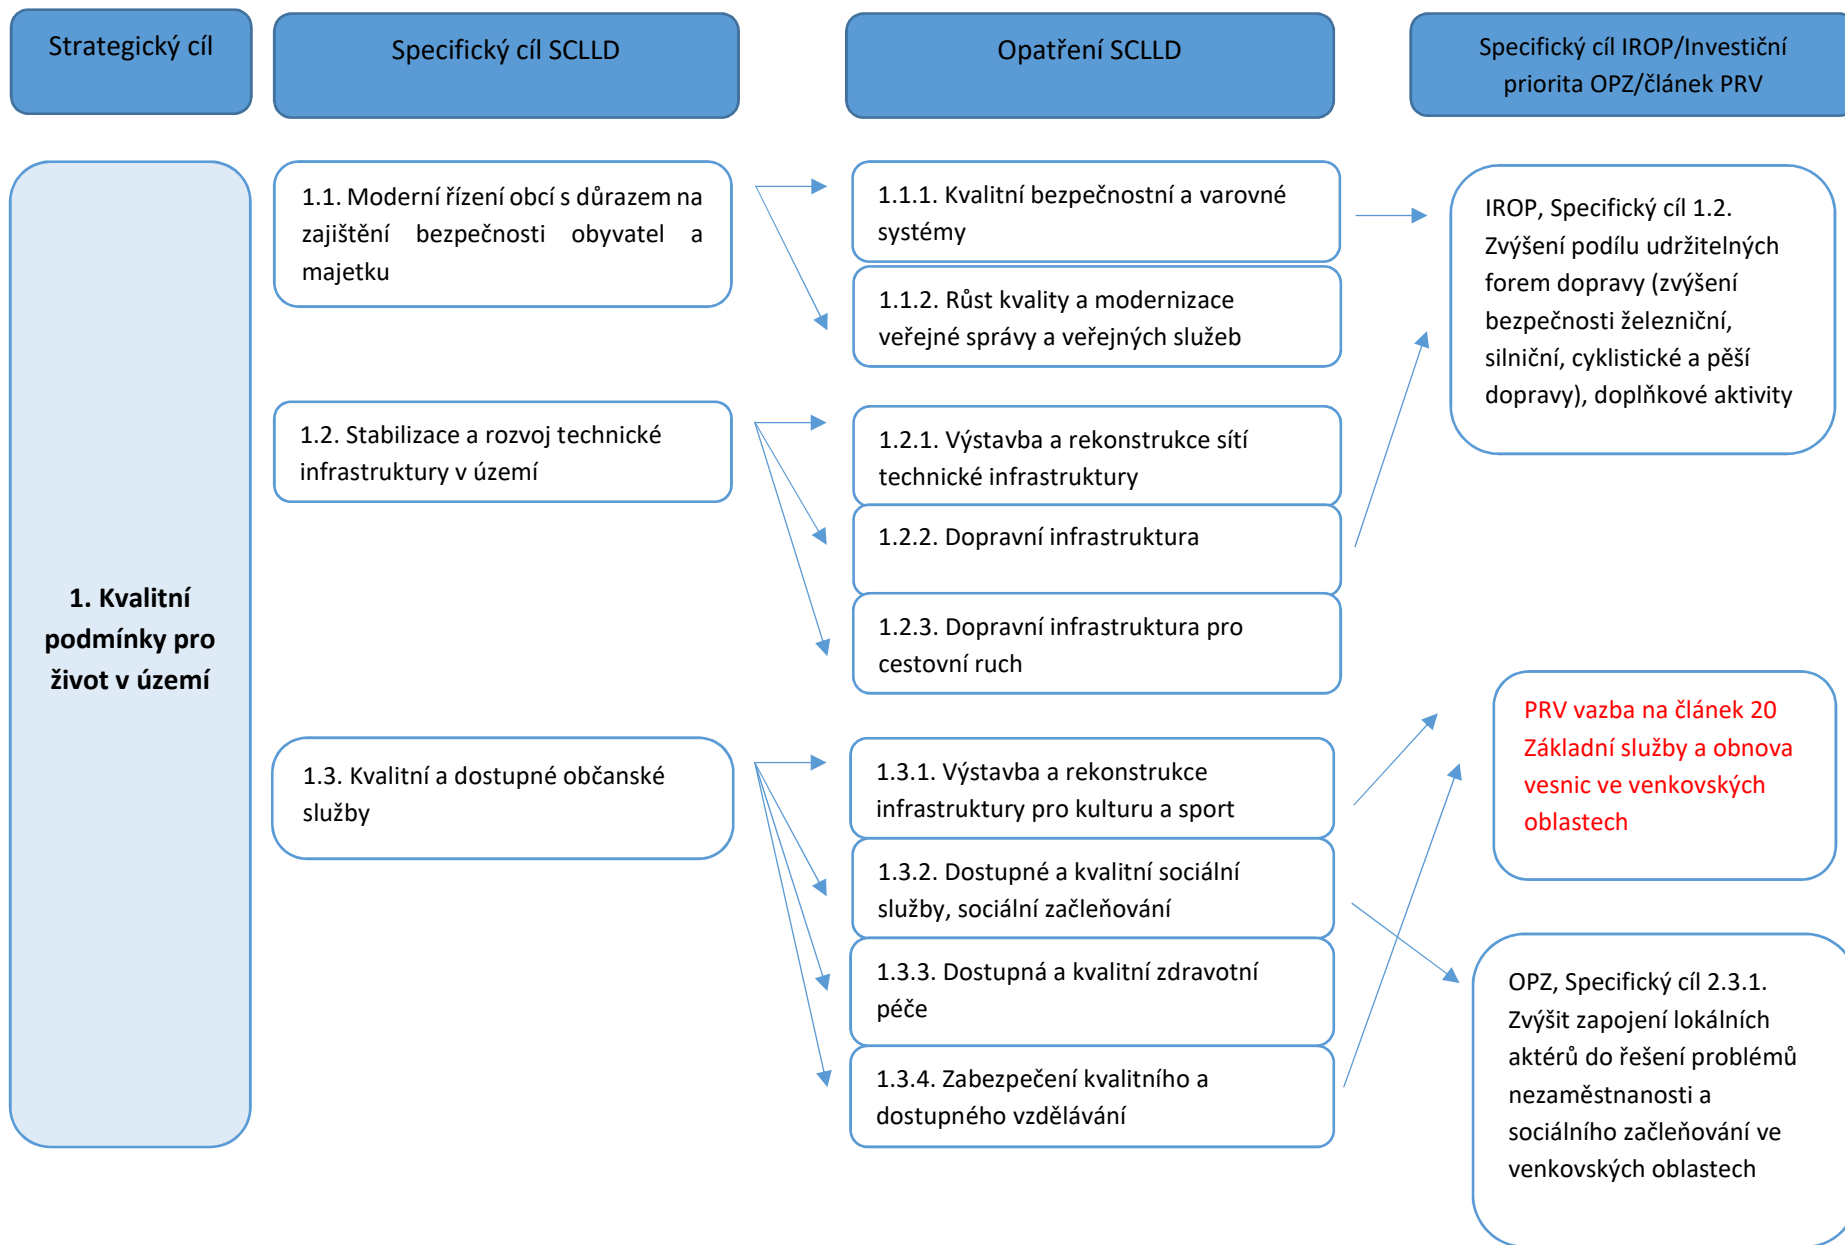 Strategický cíl
Specifický cíl SCLLD
Opatření SCLLD
Specifický cíl IROP/Investiční
priorita OPZ/článek PRV
1. Kvalitní
podmínky pro
život v území
1.1. Moderní řízení obcí s důrazem na
zajištění bezpečnosti obyvatel a
majetku
1.2. Stabilizace a rozvoj technické
infrastruktury v území
1.3. Kvalitní a dostupné občanské
služby
1.1.1. Kvalitní bezpečnostní a varovné
systémy
1.1.2. Růst kvality a modernizace
veřejné správy a veřejných služeb
1.2.1. Výstavba a rekonstrukce sítí
technické infrastruktury
1.2.2. Dopravní infrastruktura
1.2.3. Dopravní infrastruktura pro
cestovní ruch
1.3.1. Výstavba a rekonstrukce
infrastruktury pro kulturu a sport
1.3.2. Dostupné a kvalitní sociální
služby, sociální začleňování
1.3.3. Dostupná a kvalitní zdravotní
péče
1.3.4. Zabezpečení kvalitního a
dostupného vzdělávání
IROP, Specifický cíl 1.2.
Zvýšení podílu udržitelných
forem dopravy (zvýšení
bezpečnosti železniční,
silniční, cyklistické a pěší
dopravy), doplňkové aktivity
PRV vazba na článek 20
Základní služby a obnova
vesnic ve venkovských
oblastech
OPZ, Specifický cíl 2.3.1.
Zvýšit zapojení lokálních
aktérů do řešení problémů
nezaměstnanosti a
sociálního začleňování ve
venkovských oblastech